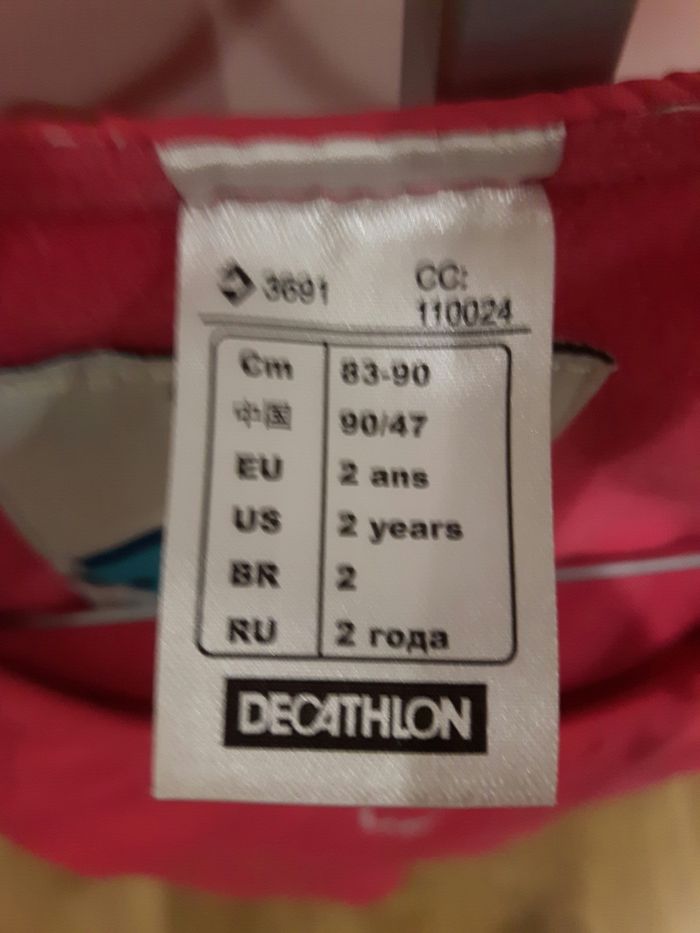 3691 CC:
110024
Cm 83-90
中国 90/47
EU 2 ans
US 2 years
BR 2
RU 2 года
DECATHLON